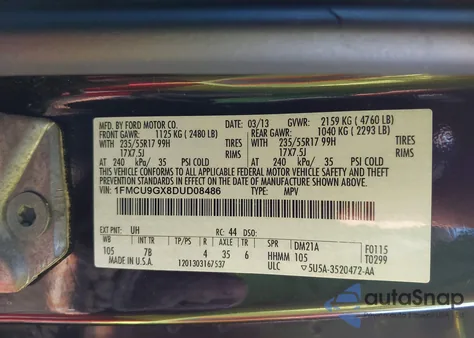 MFD. BY FORD MOTOR CO. 03/13 GVWR: 2159 KG ( 4760 LB)
FRONT GAWR: 1125 KG ( 2480 LB) REAR GAWR: 1040 KG ( 2293 LB)
WITH WITH
235/55R17 99H TIRES 235/55R17 99H TIRES
17X7.5J RIMS 17X7.5J RIMS
AT 240 kPa/ 35 PSI COLD AT 240 kPa/ 35 PSI COLD
THIS VEHICLE CONFORMS TO ALL APPLICABLE FEDERAL MOTOR VEHICLE SAFETY, BUMPER, AND THEFT PREVENTION STANDARDS IN EFFECT ON THE DATE OF MANUFACTURE SHOWN ABOVE.
VIN: 1FMCU9GX8DUD08486 TYPE: MPV
EXT PNT: UH RC: 44 DSO:
WB INT TR TP/PS R AXLE TR SPR DM21A F0115
105 7B 4 35 6 HHMM 105 T0299
MADE IN U.S.A. 1201303167537 ULC 5U5A-3520472-AA
autoSnap